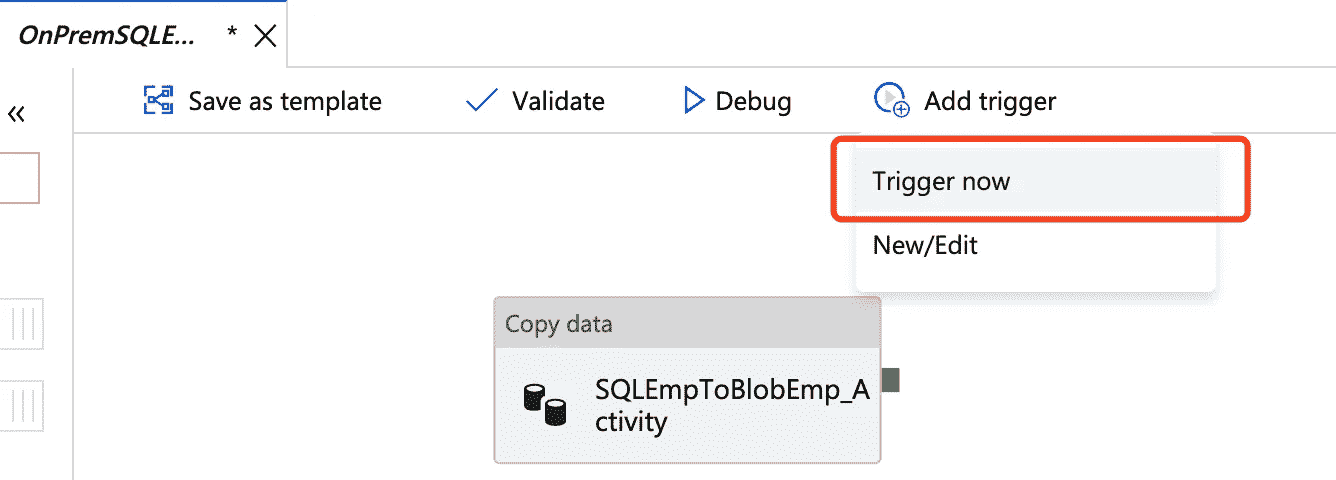 OnPremSQLE... *
«
Save as template Validate Debug Add trigger
Trigger now
New/Edit
Copy data
SQLEmpToBlobEmp_A
ctivity